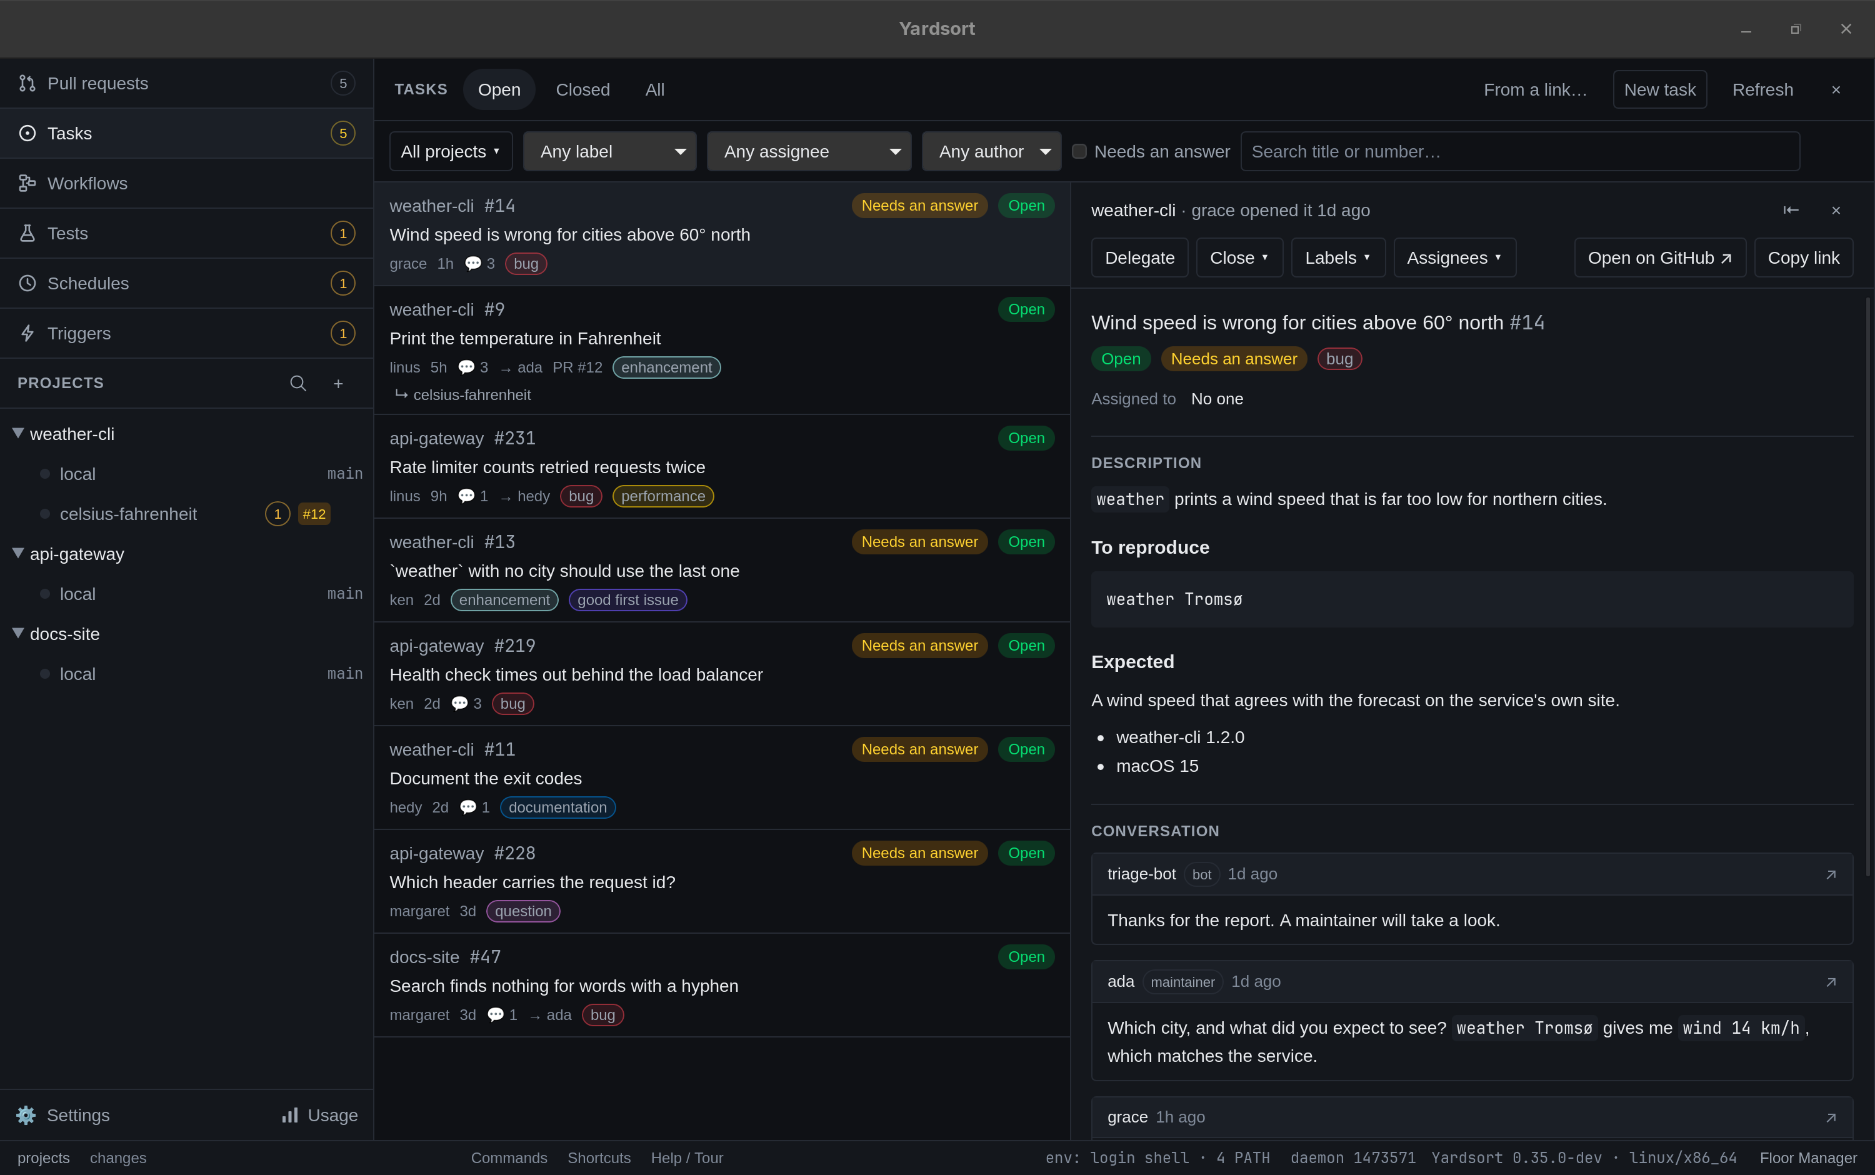 Yardsort
Pull requests 5
Tasks 5
Workflows
Tests 1
Schedules 1
Triggers 1
PROJECTS +
weather-cli
local main
celsius-fahrenheit 1 #12
api-gateway
local main
docs-site
local main
Settings Usage
TASKS Open Closed All From a link… New task Refresh ×
All projects Any label Any assignee Any author Needs an answer Search title or number…
weather-cli #14 Needs an answer Open
Wind speed is wrong for cities above 60° north
grace 1h 3 bug
weather-cli #9 Open
Print the temperature in Fahrenheit
linus 5h 3 → ada PR #12 enhancement
celsius-fahrenheit
api-gateway #231 Open
Rate limiter counts retried requests twice
linus 9h 1 → hedy bug performance
weather-cli #13 Needs an answer Open
`weather` with no city should use the last one
ken 2d enhancement good first issue
api-gateway #219 Needs an answer Open
Health check times out behind the load balancer
ken 2d 3 bug
weather-cli #11 Needs an answer Open
Document the exit codes
hedy 2d 1 documentation
api-gateway #228 Needs an answer Open
Which header carries the request id?
margaret 3d question
docs-site #47 Open
Search finds nothing for words with a hyphen
margaret 3d 1 → ada bug
weather-cli · grace opened it 1d ago ×
Delegate Close Labels Assignees Open on GitHub Copy link
Wind speed is wrong for cities above 60° north #14
Open Needs an answer bug
Assigned to No one
DESCRIPTION
weather prints a wind speed that is far too low for northern cities.
To reproduce
weather Tromsø
Expected
A wind speed that agrees with the forecast on the service's own site.
• weather-cli 1.2.0
• macOS 15
CONVERSATION
triage-bot bot 1d ago
Thanks for the report. A maintainer will take a look.
ada maintainer 1d ago
Which city, and what did you expect to see? weather Tromsø gives me wind 14 km/h,
which matches the service.
grace 1h ago
projects changes Commands Shortcuts Help / Tour env: login shell · 4 PATH daemon 1473571 Yardsort 0.35.0-dev · linux/x86_64 Floor Manager